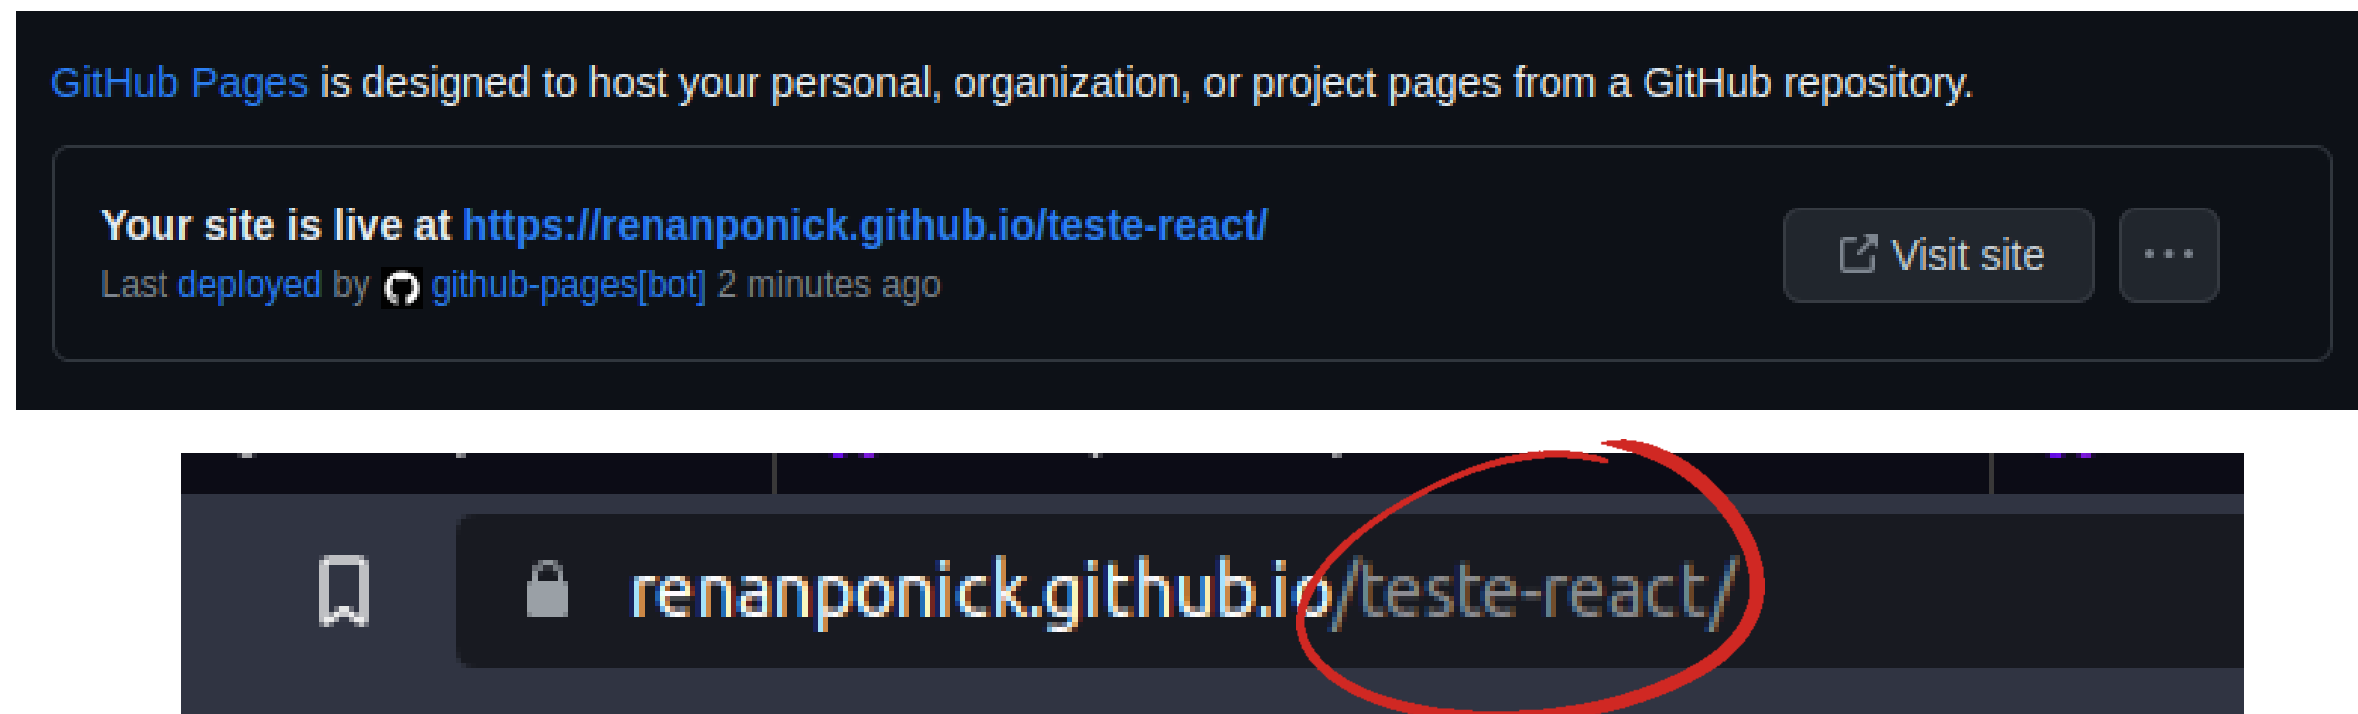 GitHub Pages is designed to host your personal, organization, or project pages from a GitHub repository.
Your site is live at https://renanponick.github.io/teste-react/
Last deployed by github-pages[bot] 2 minutes ago
Visit site
renanponick.github.io/teste-react/